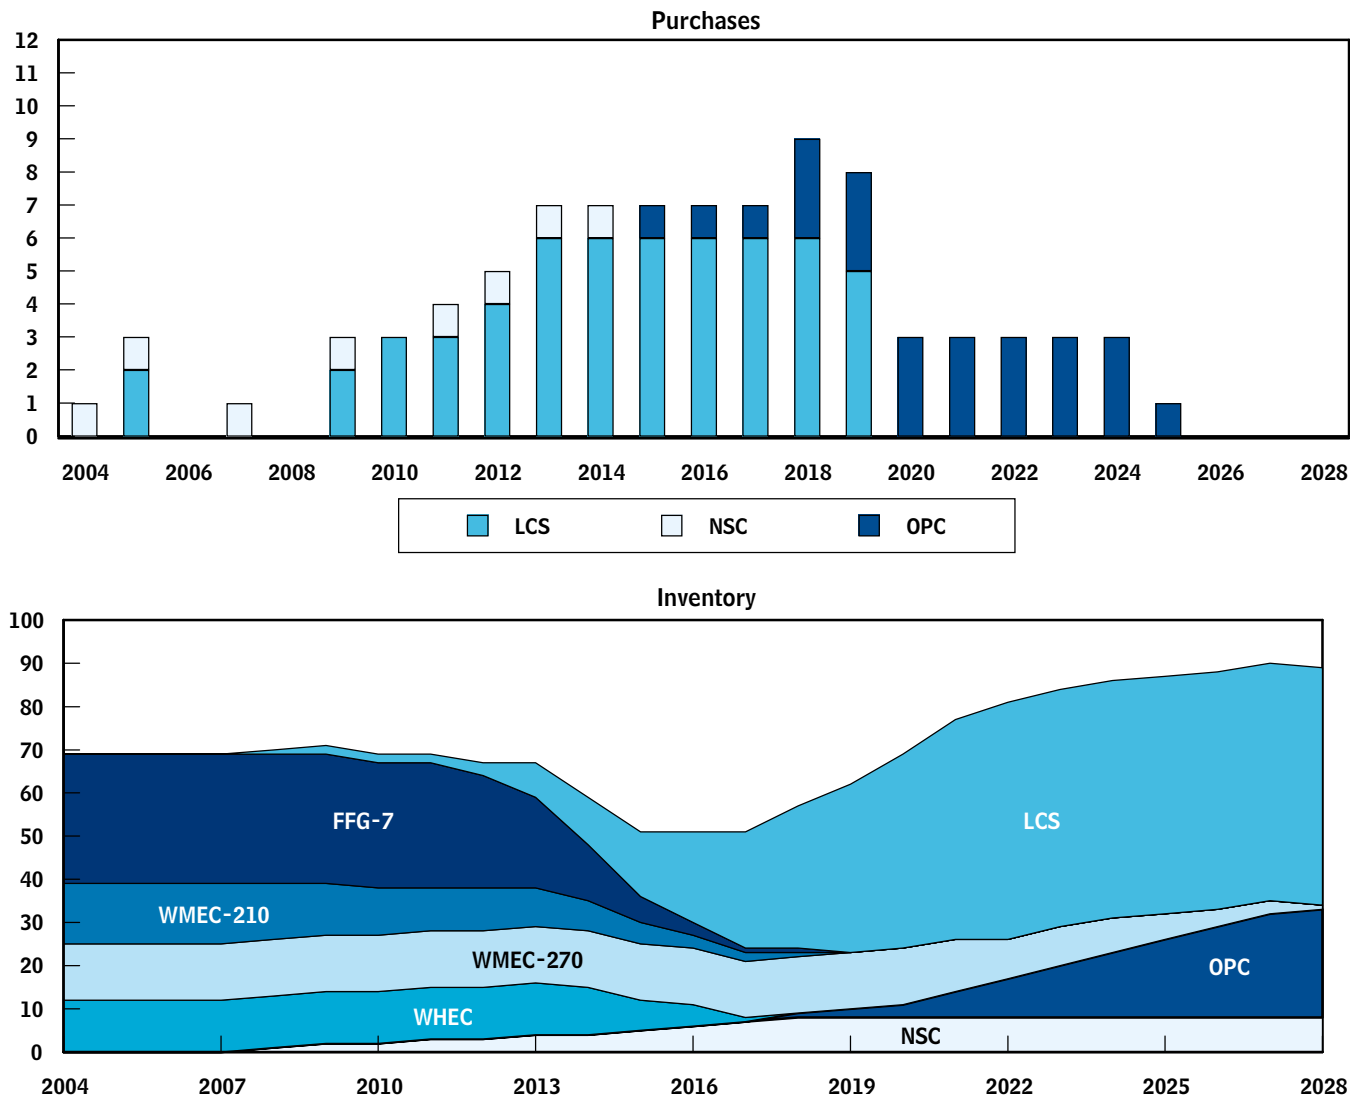 Purchases
12
11
10
9
8
7
6
5
4
3
2
1
0
2004 2006 2008 2010 2012 2014 2016 2018 2020 2022 2024 2026 2028
LCS NSC OPC
Inventory
100
90
80
70
60
50
40
30
20
10
0
FFG-7
LCS
WMEC-210
WMEC-270
OPC
WHEC
NSC
2004 2007 2010 2013 2016 2019 2022 2025 2028